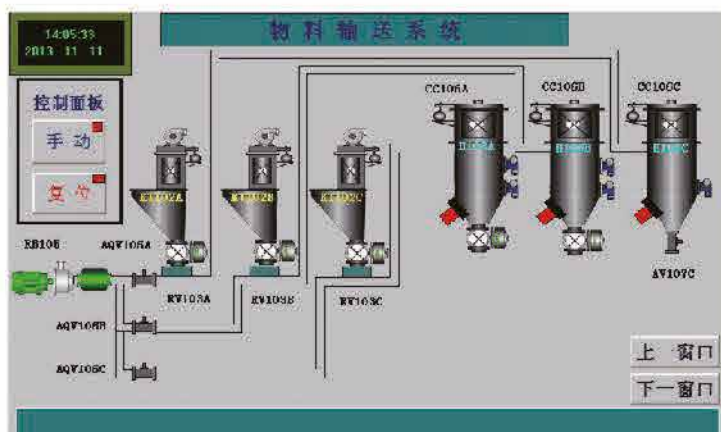 14:05:33
2013 11 11
物料输送系统
控制面板
手动
复位
CC106A
CC106B
CC106C
RB105
AQV105A
RV103A
RV103B
RV103C
AV107C
AQV105B
AQV105C
上一窗口
下一窗口